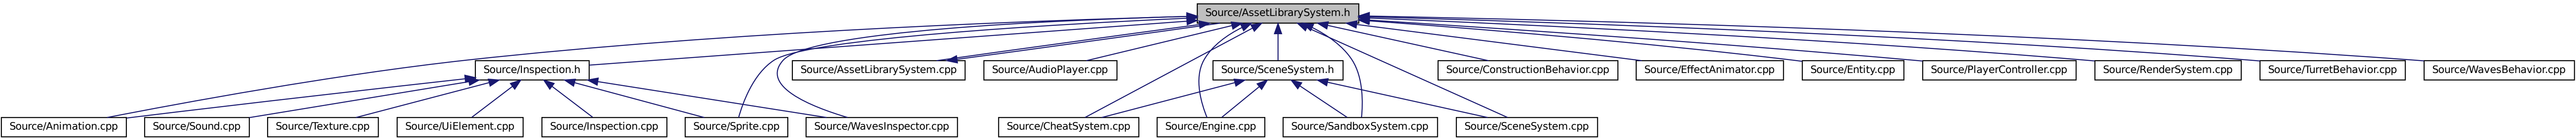 Source/AssetLibrarySystem.h
Source/Inspection.h
Source/AssetLibrarySystem.cpp
Source/AudioPlayer.cpp
Source/SceneSystem.h
Source/ConstructionBehavior.cpp
Source/EffectAnimator.cpp
Source/Entity.cpp
Source/PlayerController.cpp
Source/RenderSystem.cpp
Source/TurretBehavior.cpp
Source/WavesBehavior.cpp
Source/Animation.cpp
Source/Sound.cpp
Source/Texture.cpp
Source/UiElement.cpp
Source/Inspection.cpp
Source/Sprite.cpp
Source/WavesInspector.cpp
Source/CheatSystem.cpp
Source/Engine.cpp
Source/SandboxSystem.cpp
Source/SceneSystem.cpp